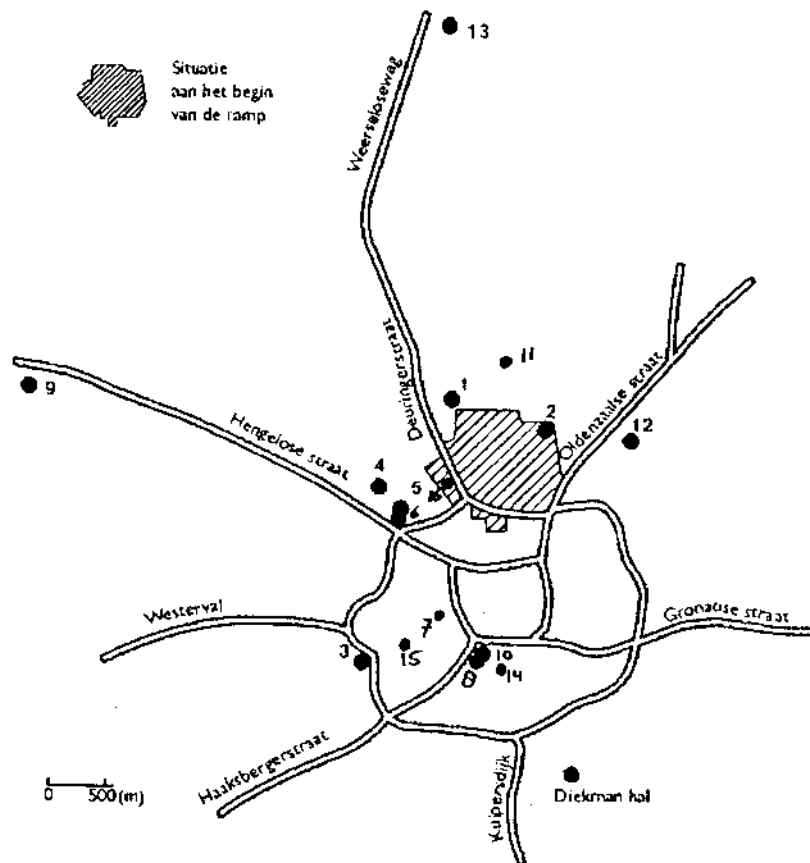 13
Situatie
aan het begin
van de ramp
Weerseloseweg
Deuringerstraat
11
1
2
Oldenzaalse straat
12
9
Hengelose straat
4
5
16
6
Westerval
7
Gronause straat
3
15
10
8
14
Haaksbergerstraat
0 500(m)
Kuipersdijk
Diekman hal